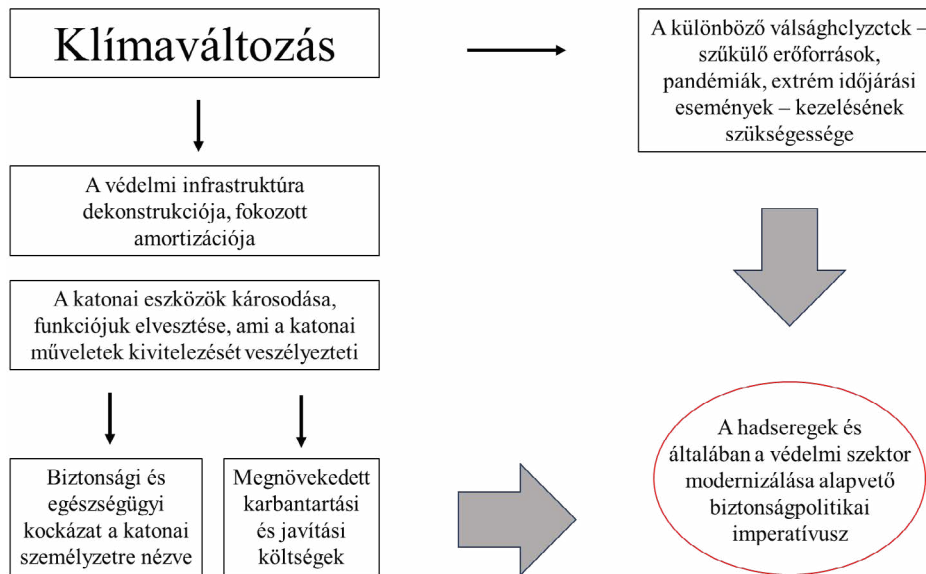 Klímaváltozás
A különböző válsághelyzetek –
szűkülő erőforrások,
pandémiák, extrém időjárási
események – kezelésének
szükségessége
A védelmi infrastruktúra
dekonstrukciója, fokozott
amortizációja
A katonai eszközök károsodása,
funkciójuk elvesztése, ami a katonai
műveletek kivitelezését veszélyezteti
Biztonsági és
egészségügyi
kockázat a katonai
személyzetre nézve
Megnövekedett
karbantartási
és javítási
költségek
A hadseregek és
általában a védelmi szektor
modernizálása alapvető
biztonságpolitikai
imperatívusz